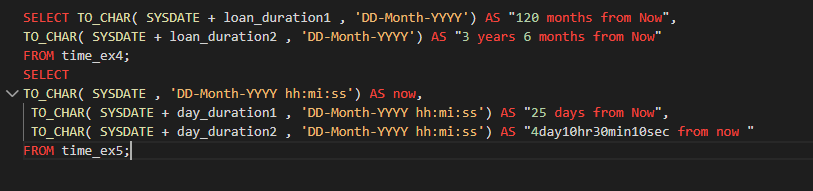 SELECT TO_CHAR( SYSDATE + loan_duration1 , 'DD-Month-YYYY') AS "120 months from Now",
TO_CHAR( SYSDATE + loan_duration2 , 'DD-Month-YYYY') AS "3 years 6 months from Now"
FROM time_ex4;
SELECT
TO_CHAR( SYSDATE , 'DD-Month-YYYY hh:mi:ss') AS now,
TO_CHAR( SYSDATE + day_duration1 , 'DD-Month-YYYY hh:mi:ss') AS "25 days from Now",
TO_CHAR( SYSDATE + day_duration2 , 'DD-Month-YYYY hh:mi:ss') AS "4day10hr30min10sec from now "
FROM time_ex5;